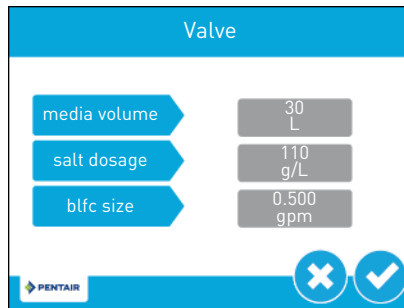 Valve
media volume
30
L
salt dosage
110
g/L
blfc size
0.500
gpm
PENTAIR